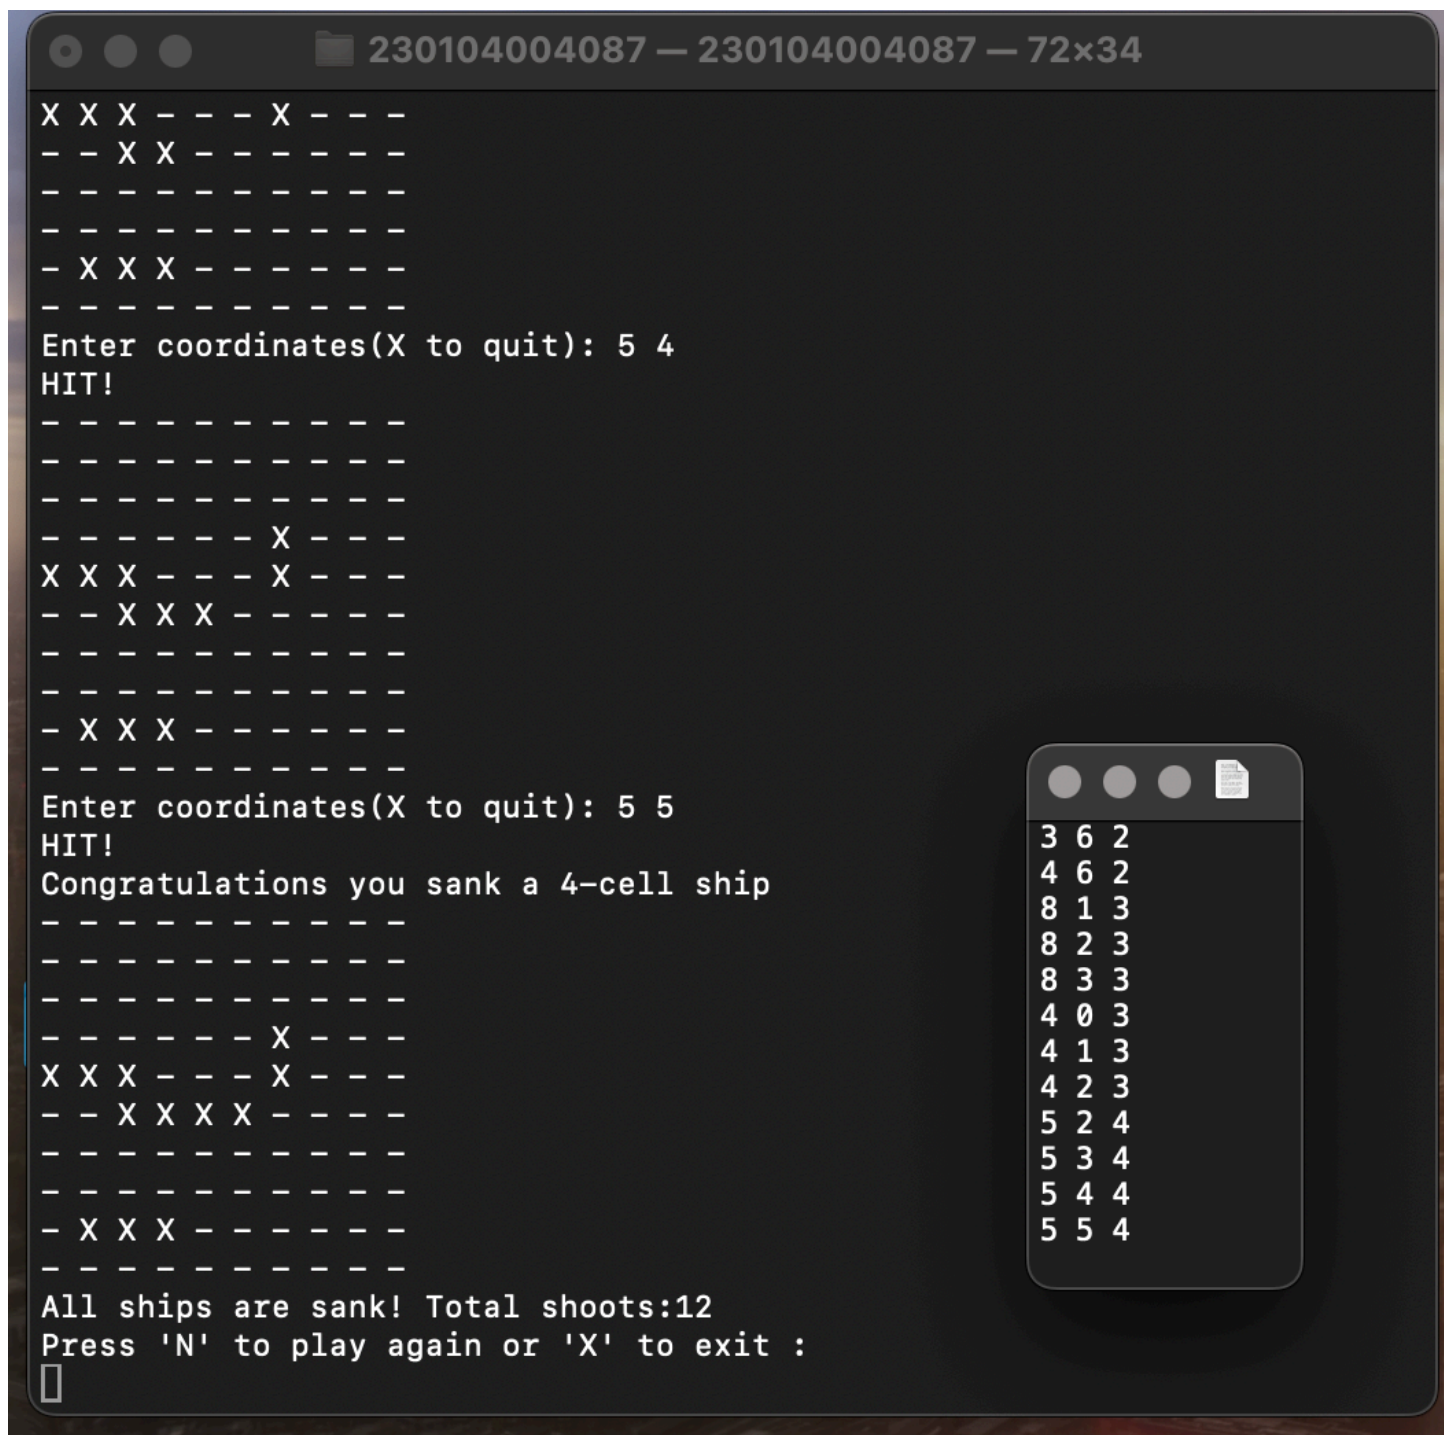 230104004087 — 230104004087 — 72×34
X X X - - - X - - -
- - X X - - - - - -
- - - - - - - - - -
- - - - - - - - - -
- X X X - - - - - -
- - - - - - - - - -
Enter coordinates(X to quit): 5 4
HIT!
- - - - - - - - - -
- - - - - - - - - -
- - - - - - - - - -
- - - - - - X - - -
X X X - - - X - - -
- - X X X - - - - -
- - - - - - - - - -
- - - - - - - - - -
- X X X - - - - - -
- - - - - - - - - -
Enter coordinates(X to quit): 5 5
HIT!
Congratulations you sank a 4-cell ship
- - - - - - - - - -
- - - - - - - - - -
- - - - - - - - - -
- - - - - - X - - -
X X X - - - X - - -
- - X X X X - - - -
- - - - - - - - - -
- - - - - - - - - -
- X X X - - - - - -
- - - - - - - - - -
All ships are sank! Total shoots:12
Press 'N' to play again or 'X' to exit :
3 6 2
4 6 2
8 1 3
8 2 3
8 3 3
4 0 3
4 1 3
4 2 3
5 2 4
5 3 4
5 4 4
5 5 4